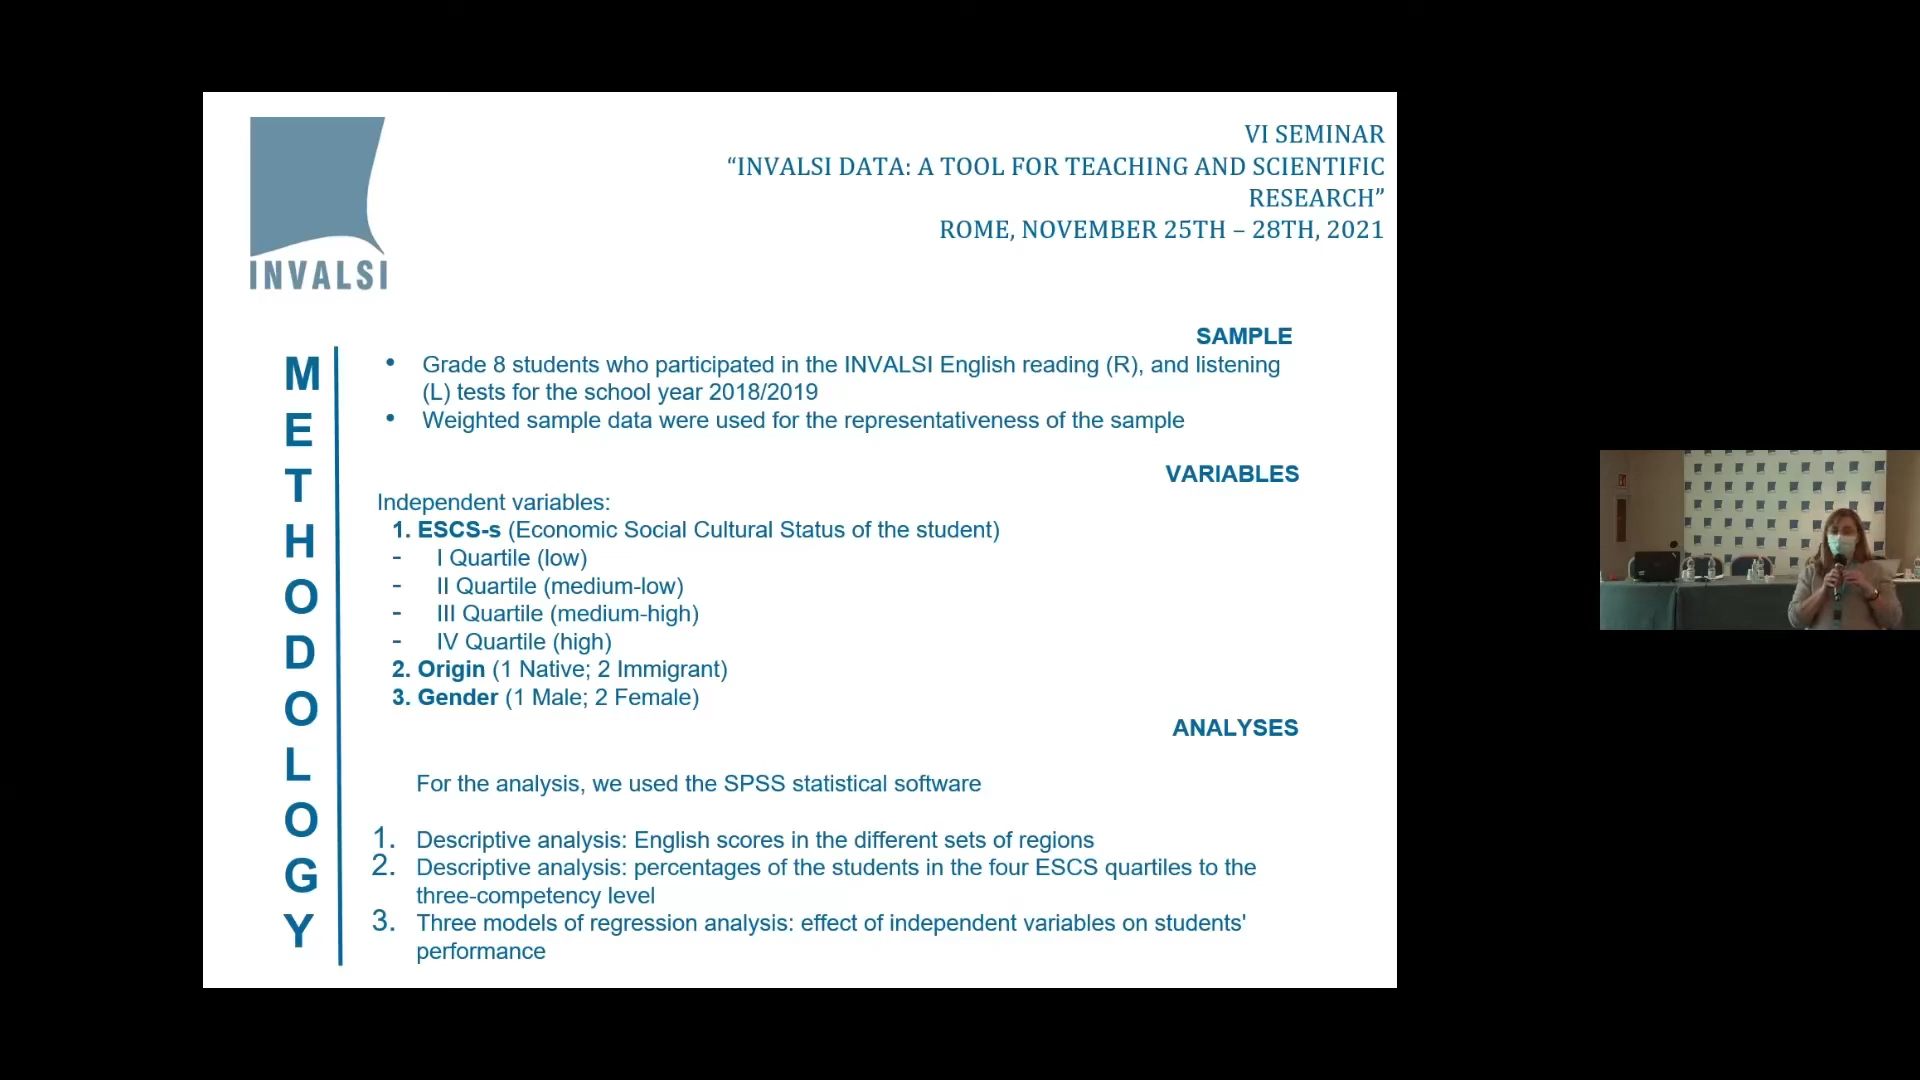 INVALSI
VI SEMINAR
“INVALSI DATA: A TOOL FOR TEACHING AND SCIENTIFIC
RESEARCH”
ROME, NOVEMBER 25TH – 28TH, 2021
METHODOLOGY
SAMPLE
• Grade 8 students who participated in the INVALSI English reading (R), and listening
(L) tests for the school year 2018/2019
• Weighted sample data were used for the representativeness of the sample
VARIABLES
Independent variables:
1. ESCS-s (Economic Social Cultural Status of the student)
- I Quartile (low)
- II Quartile (medium-low)
- III Quartile (medium-high)
- IV Quartile (high)
2. Origin (1 Native; 2 Immigrant)
3. Gender (1 Male; 2 Female)
ANALYSES
For the analysis, we used the SPSS statistical software
1. Descriptive analysis: English scores in the different sets of regions
2. Descriptive analysis: percentages of the students in the four ESCS quartiles to the
three-competency level
3. Three models of regression analysis: effect of independent variables on students'
performance